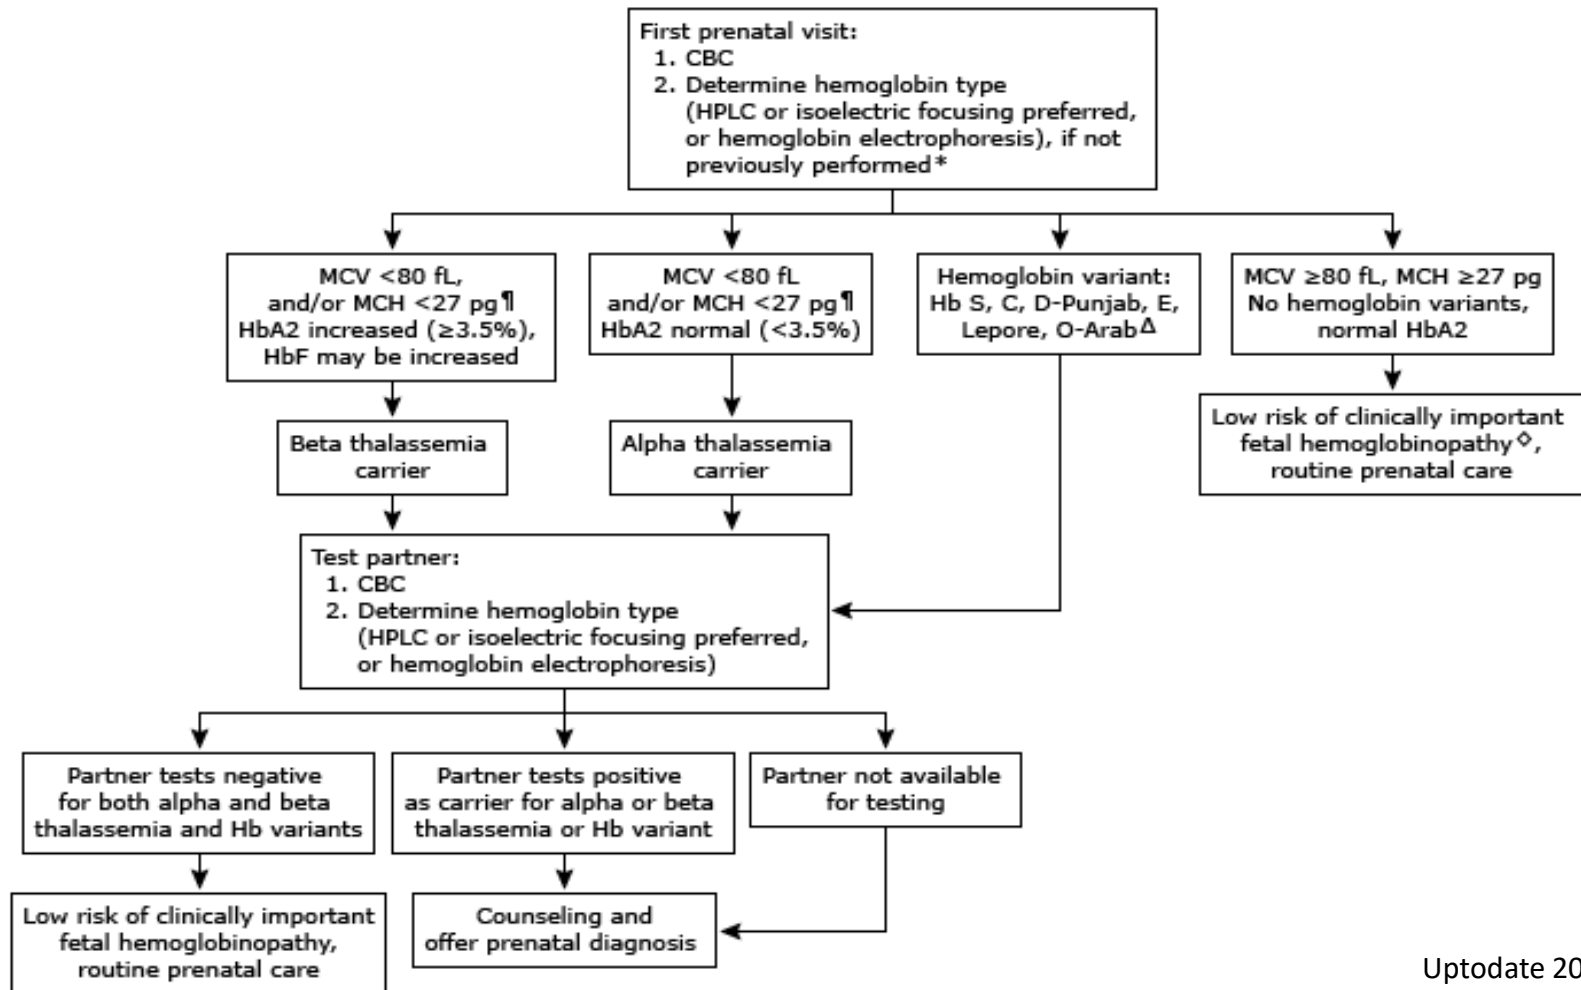 First prenatal visit:
1. CBC
2. Determine hemoglobin type
(HPLC or isoelectric focusing preferred,
or hemoglobin electrophoresis), if not
previously performed*
MCV <80 fL,
and/or MCH <27 pg¶
HbA2 increased (≥3.5%),
HbF may be increased
MCV <80 fL
and/or MCH <27 pg¶
HbA2 normal (<3.5%)
Hemoglobin variant:
Hb S, C, D-Punjab, E,
Lepore, O-ArabΔ
MCV ≥80 fL, MCH ≥27 pg
No hemoglobin variants,
normal HbA2
Beta thalassemia
carrier
Alpha thalassemia
carrier
Low risk of clinically important
fetal hemoglobinopathy◇,
routine prenatal care
Test partner:
1. CBC
2. Determine hemoglobin type
(HPLC or isoelectric focusing preferred,
or hemoglobin electrophoresis)
Partner tests negative
for both alpha and beta
thalassemia and Hb variants
Partner tests positive
as carrier for alpha or beta
thalassemia or Hb variant
Partner not available
for testing
Low risk of clinically important
fetal hemoglobinopathy,
routine prenatal care
Counseling and
offer prenatal diagnosis
Uptodate 20